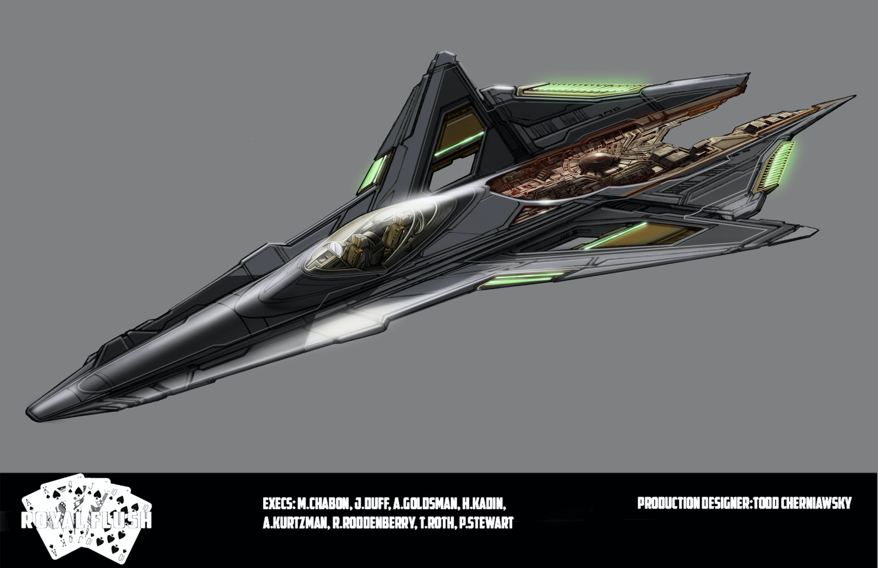 ROYAL FLUSH
EXECS: M.CHABON, J.DUFF, A.GOLDSMAN, H.KADIN,
A.KURTZMAN, R.RODDENBERRY, T.ROTH, P.STEWART
PRODUCTION DESIGNER:TODD CHERNIAWSKY